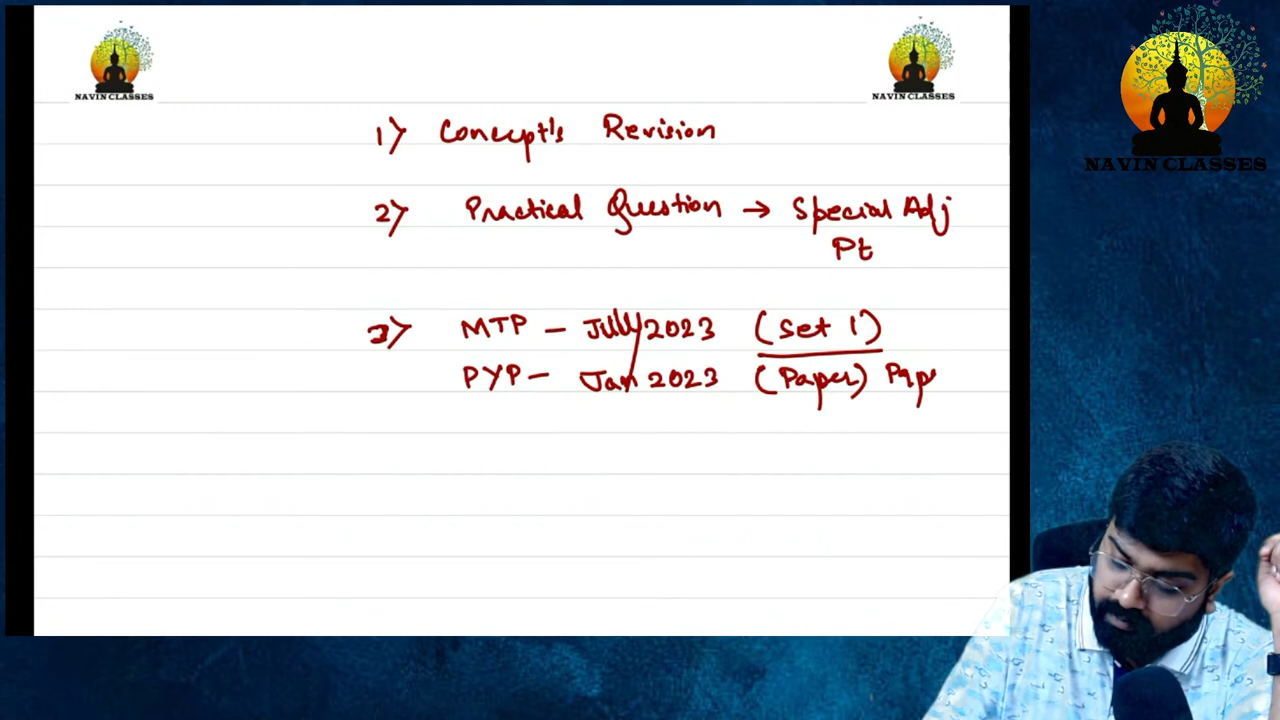 NAVIN CLASSES
NAVIN CLASSES
NAVIN CLASSES
1) Concept's Revision
2) Practical Question → Special Adj
Pt
3) MTP - July 2023 (Set 1)
PYP - Jan 2023 (Paper) Pap